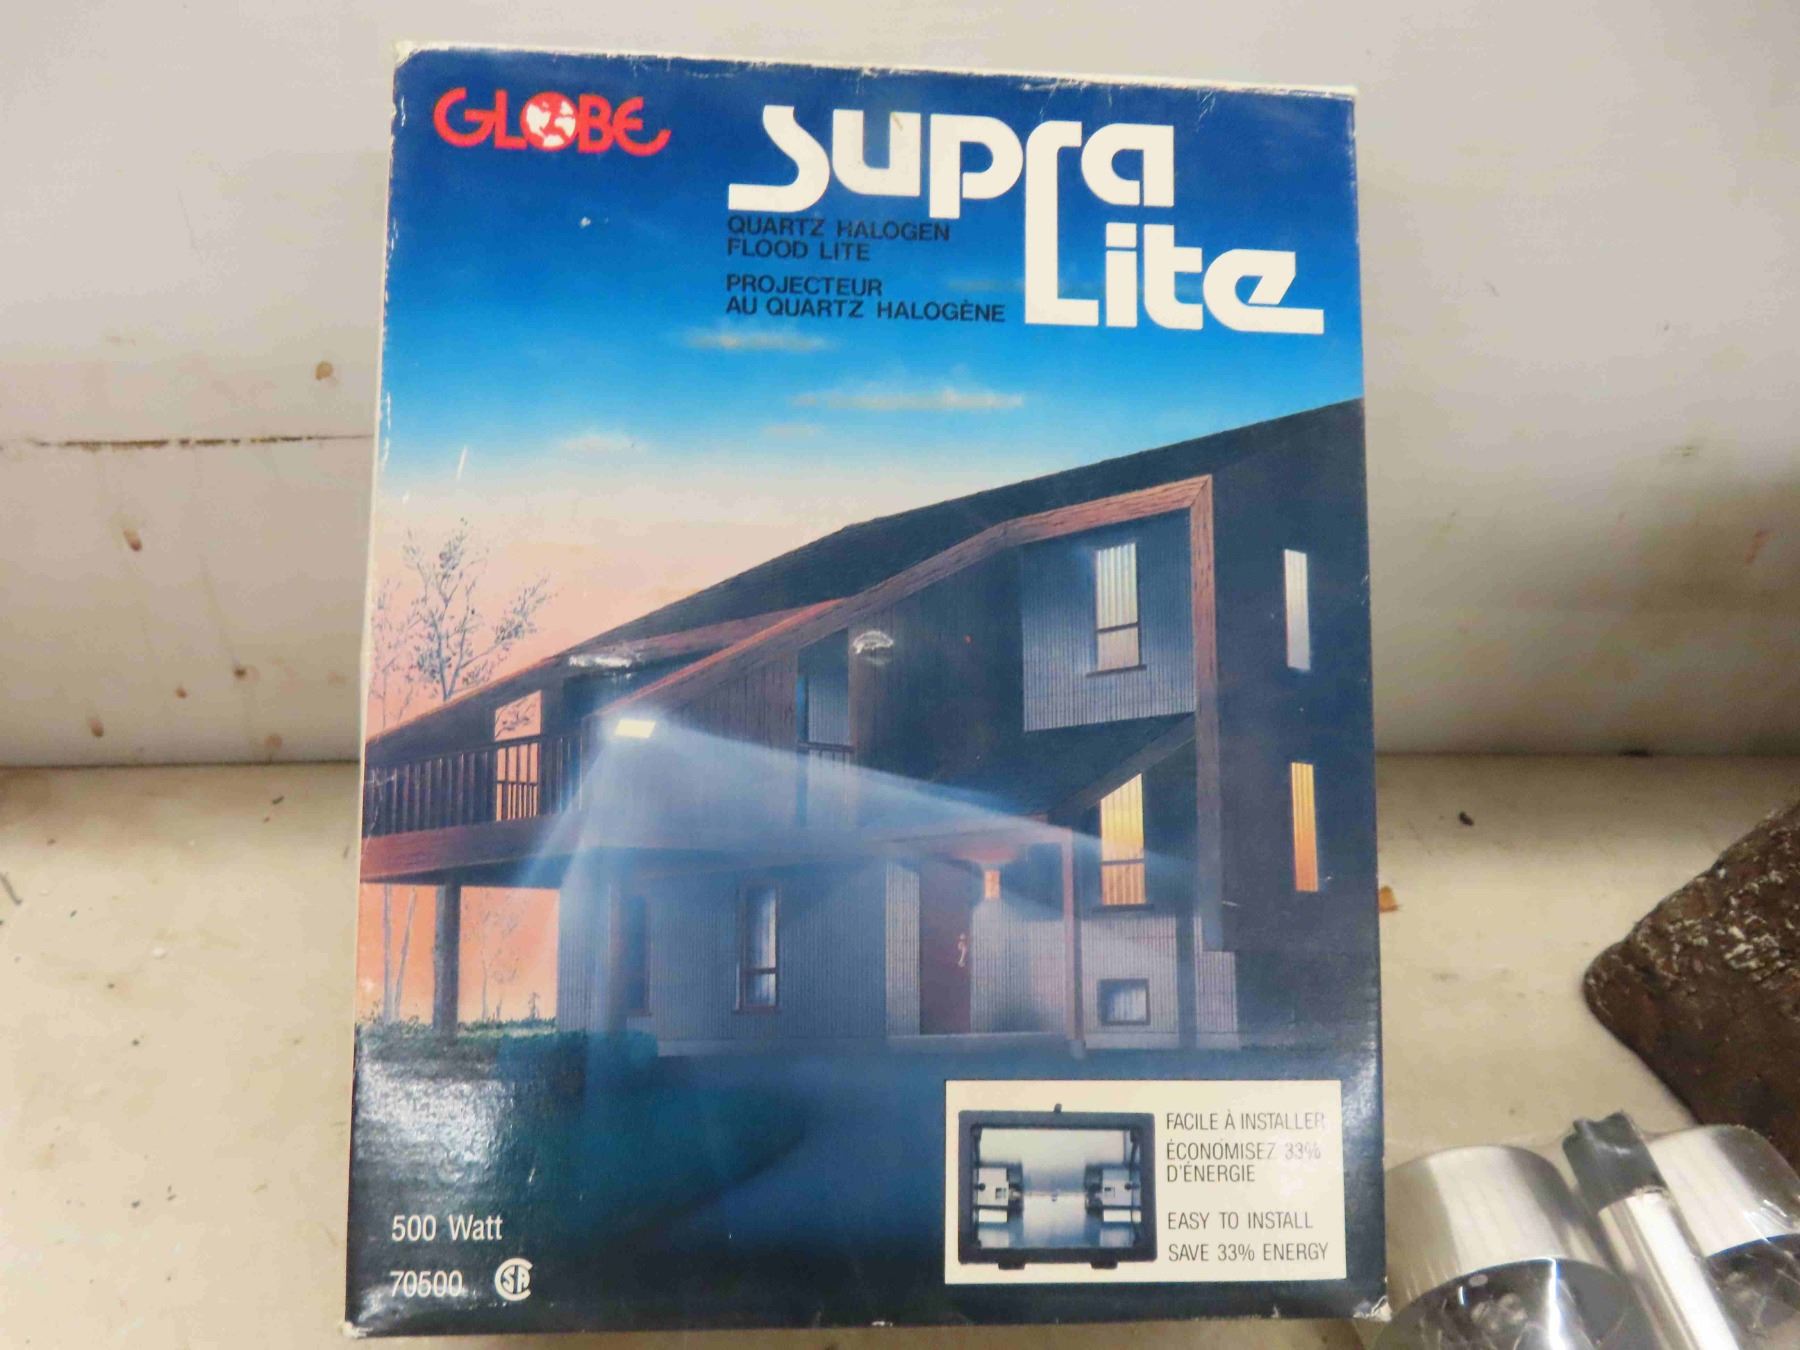 GLOBE
Supra
Lite
QUARTZ HALOGEN
FLOOD LITE
PROJECTEUR
AU QUARTZ HALOGÈNE
FACILE À INSTALLER
ÉCONOMISEZ 33%
D'ÉNERGIE
EASY TO INSTALL
SAVE 33% ENERGY
500 Watt
70500 CSA